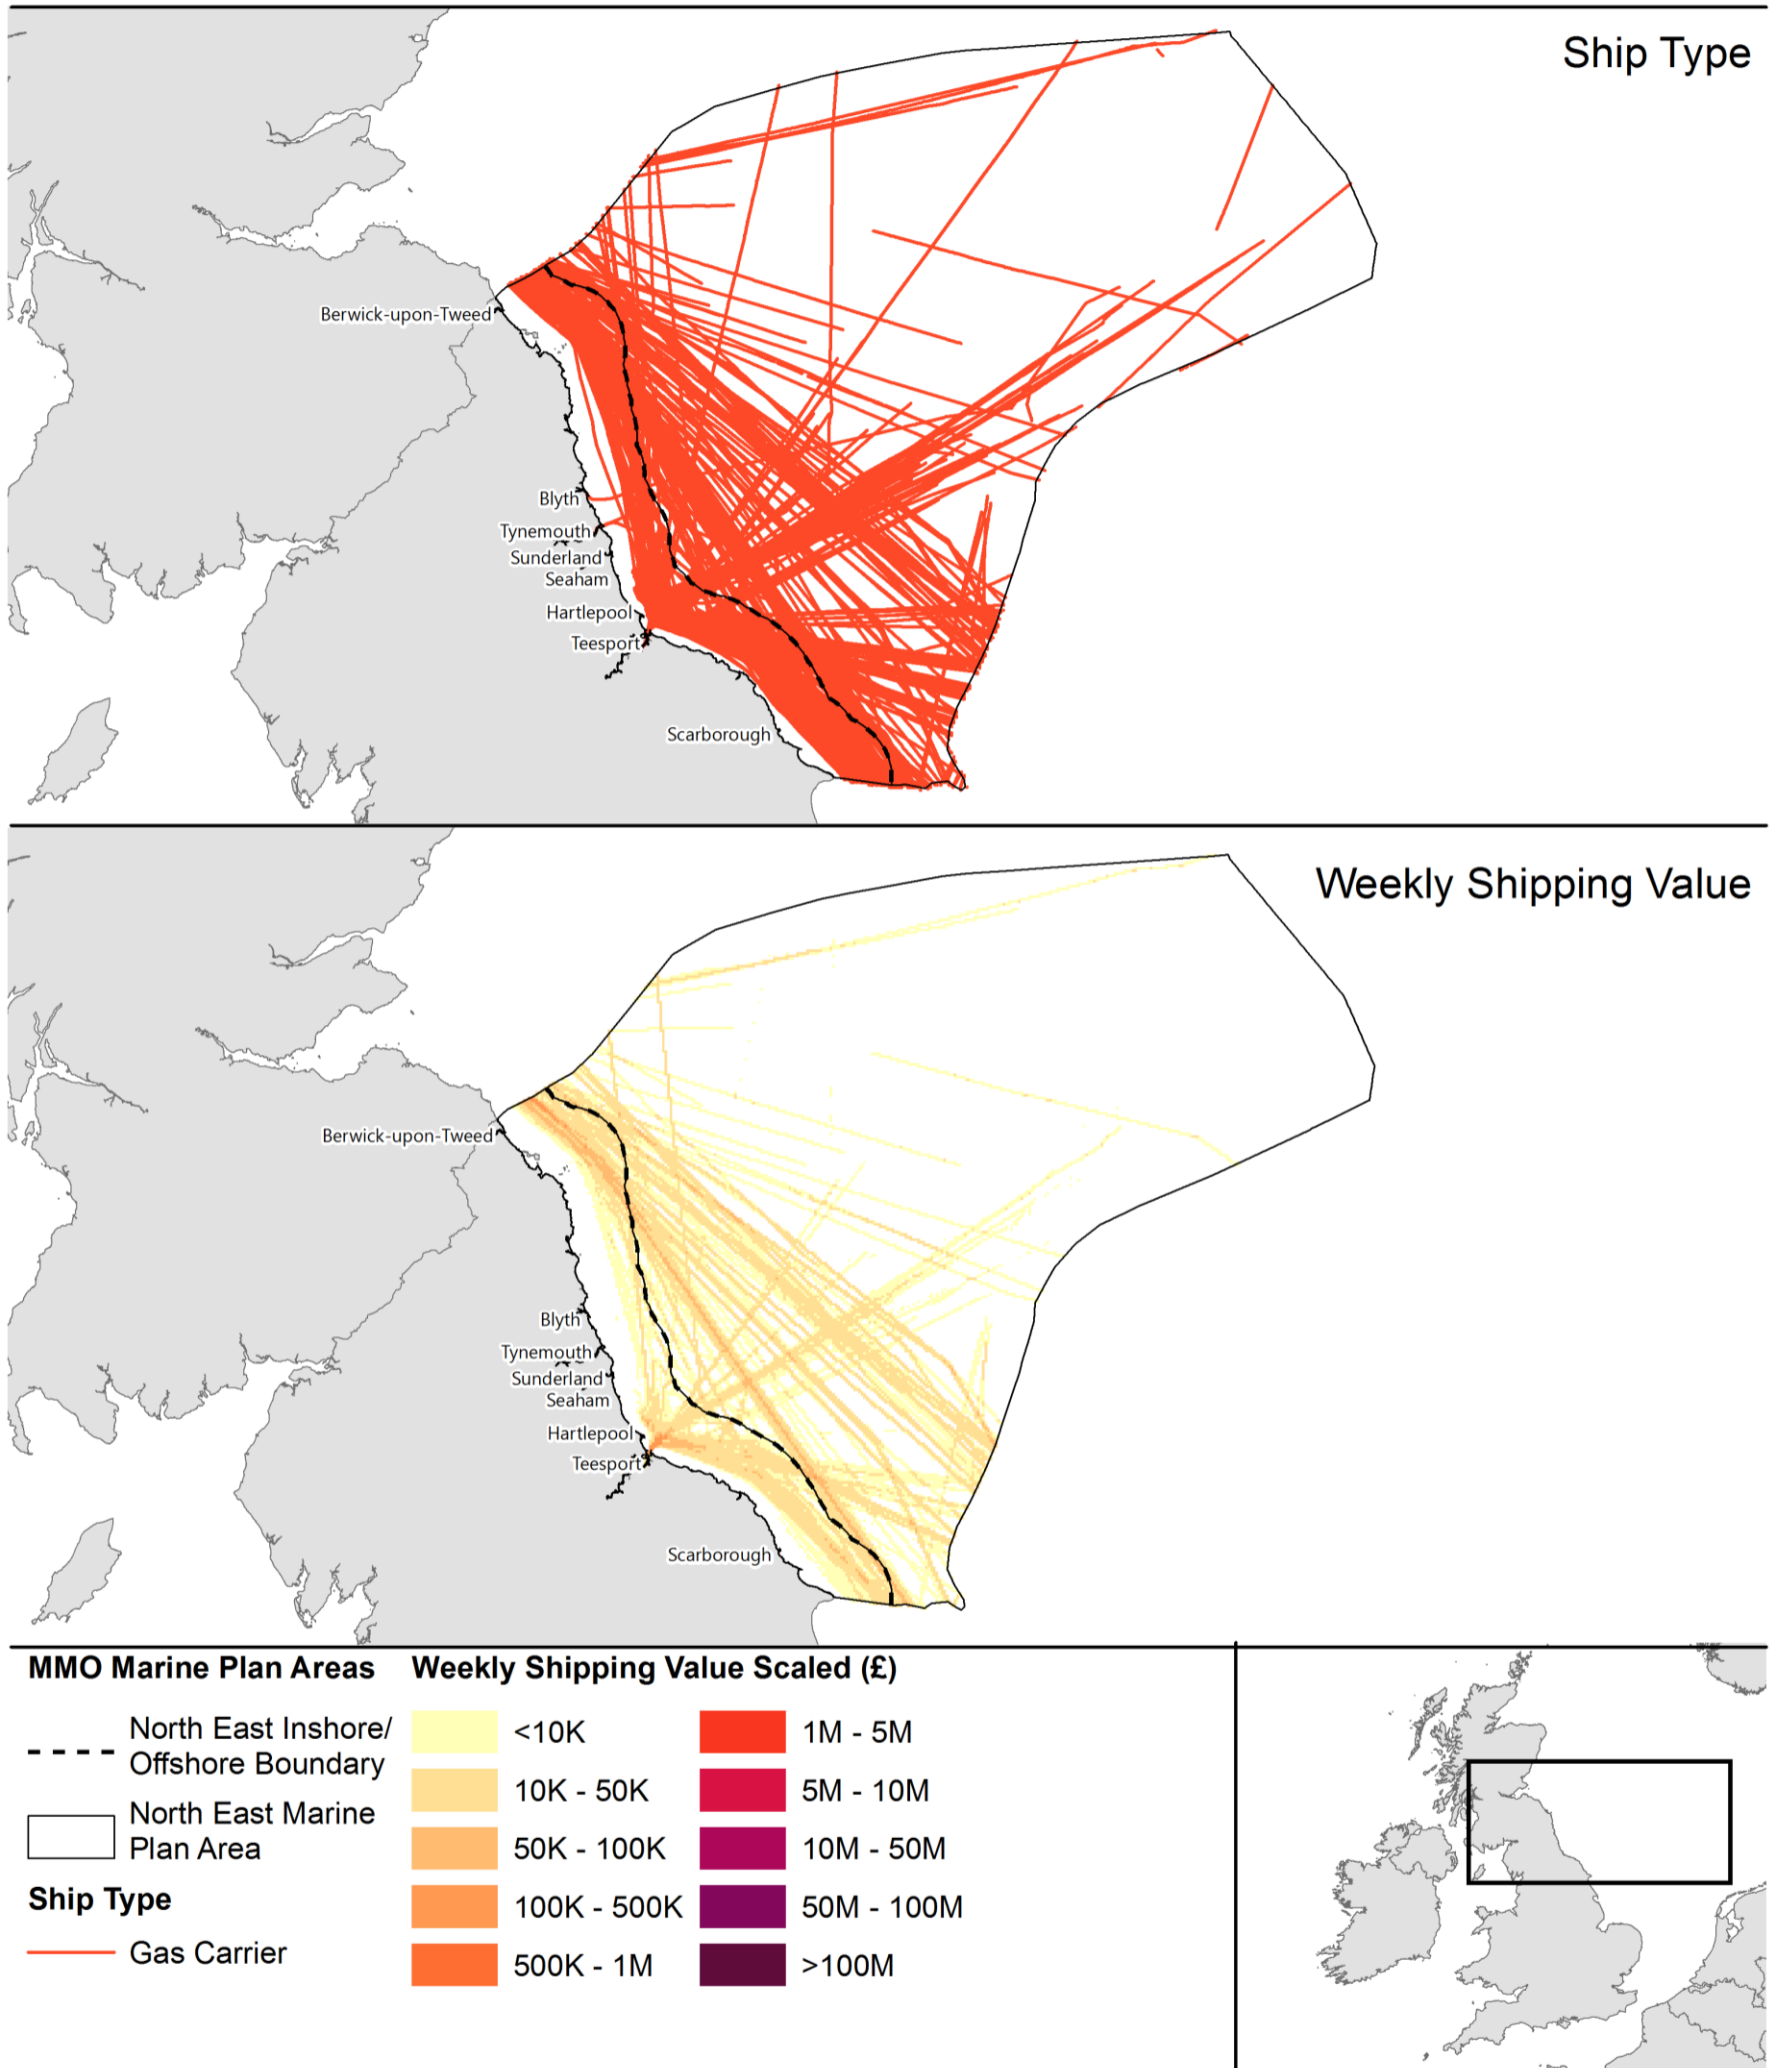 Ship Type
Berwick-upon-Tweed
Blyth
Tynemouth
Sunderland
Seaham
Hartlepool
Teesport
Scarborough
Weekly Shipping Value
Berwick-upon-Tweed
Blyth
Tynemouth
Sunderland
Seaham
Hartlepool
Teesport
Scarborough
MMO Marine Plan Areas
North East Inshore/
Offshore Boundary
North East Marine
Plan Area
Ship Type
Gas Carrier
Weekly Shipping Value Scaled (£)
<10K
10K - 50K
50K - 100K
100K - 500K
500K - 1M
1M - 5M
5M - 10M
10M - 50M
50M - 100M
>100M